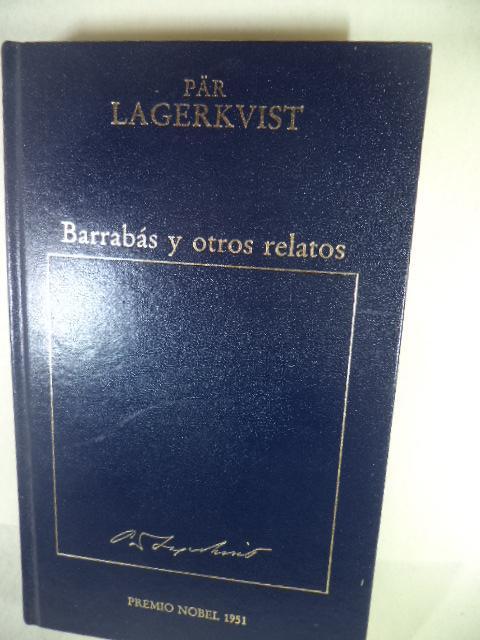 PÄR
LAGERKVIST
Barrabás y otros relatos
PREMIO NOBEL 1951